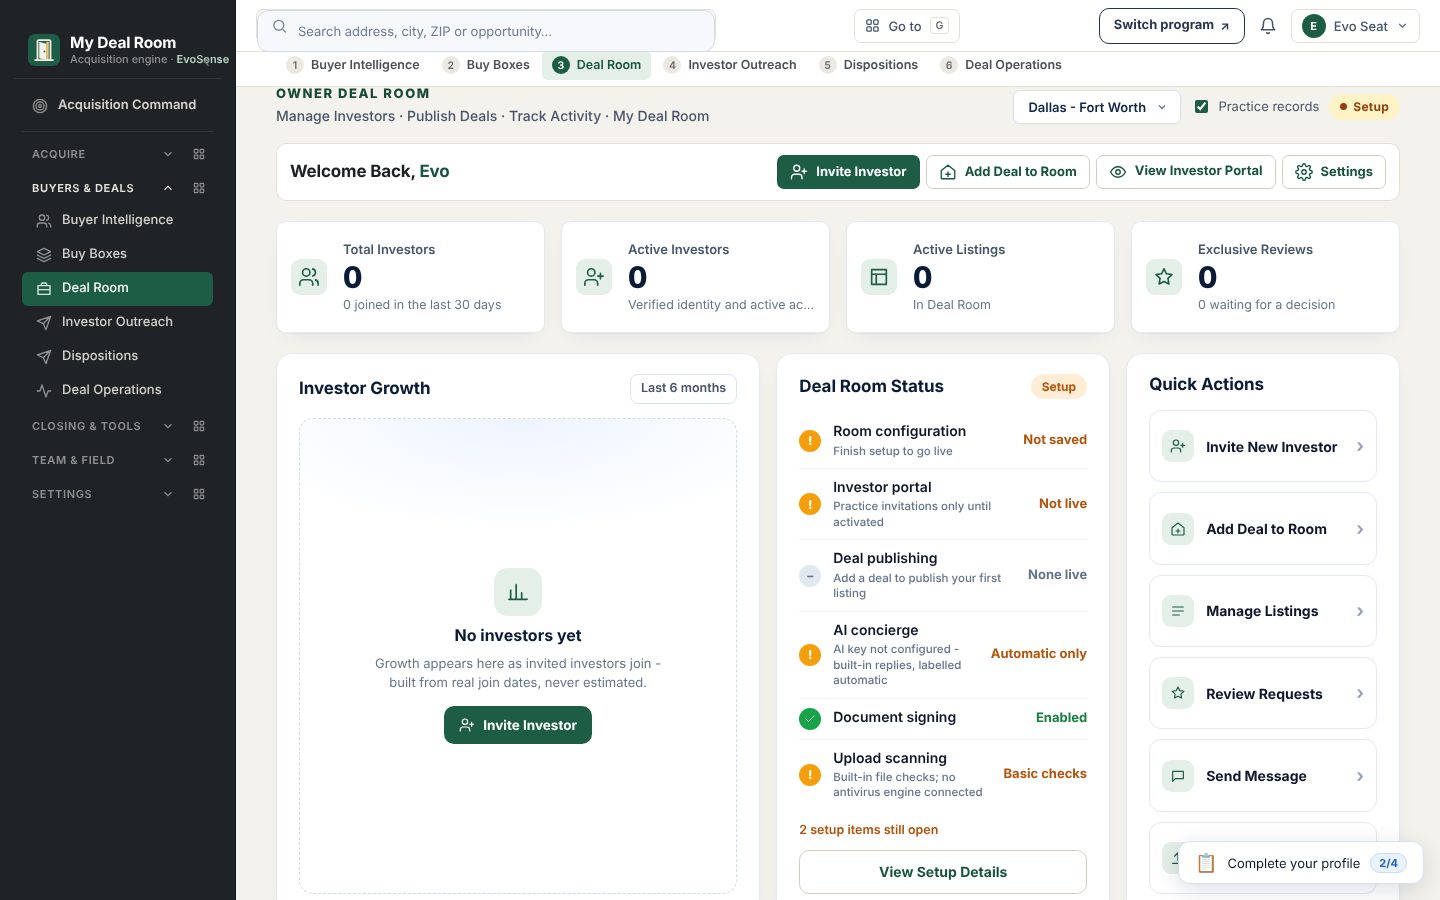 My Deal Room
Acquisition engine · EvoSense
Acquisition Command
ACQUIRE
BUYERS & DEALS
Buyer Intelligence
Buy Boxes
Deal Room
Investor Outreach
Dispositions
Deal Operations
CLOSING & TOOLS
TEAM & FIELD
SETTINGS
Search address, city, ZIP or opportunity...
Go to G
Switch program
E Evo Seat
1 Buyer Intelligence
2 Buy Boxes
3 Deal Room
4 Investor Outreach
5 Dispositions
6 Deal Operations
OWNER DEAL ROOM
Manage Investors · Publish Deals · Track Activity · My Deal Room
Dallas - Fort Worth
Practice records
Setup
Welcome Back, Evo
Invite Investor
Add Deal to Room
View Investor Portal
Settings
Total Investors
0
0 joined in the last 30 days
Active Investors
0
Verified identity and active ac...
Active Listings
0
In Deal Room
Exclusive Reviews
0
0 waiting for a decision
Investor Growth
Last 6 months
No investors yet
Growth appears here as invited investors join -
built from real join dates, never estimated.
Invite Investor
Deal Room Status
Setup
Room configuration
Finish setup to go live
Not saved
Investor portal
Practice invitations only until
activated
Not live
Deal publishing
Add a deal to publish your first
listing
None live
AI concierge
AI key not configured -
built-in replies, labelled
automatic
Automatic only
Document signing
Enabled
Upload scanning
Built-in file checks; no
antivirus engine connected
Basic checks
2 setup items still open
View Setup Details
Quick Actions
Invite New Investor
Add Deal to Room
Manage Listings
Review Requests
Send Message
Complete your profile 2/4